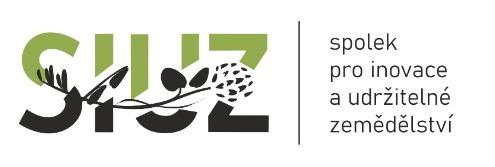 SIUZ
spolek
pro inovace
a udržitelné
zemědělství